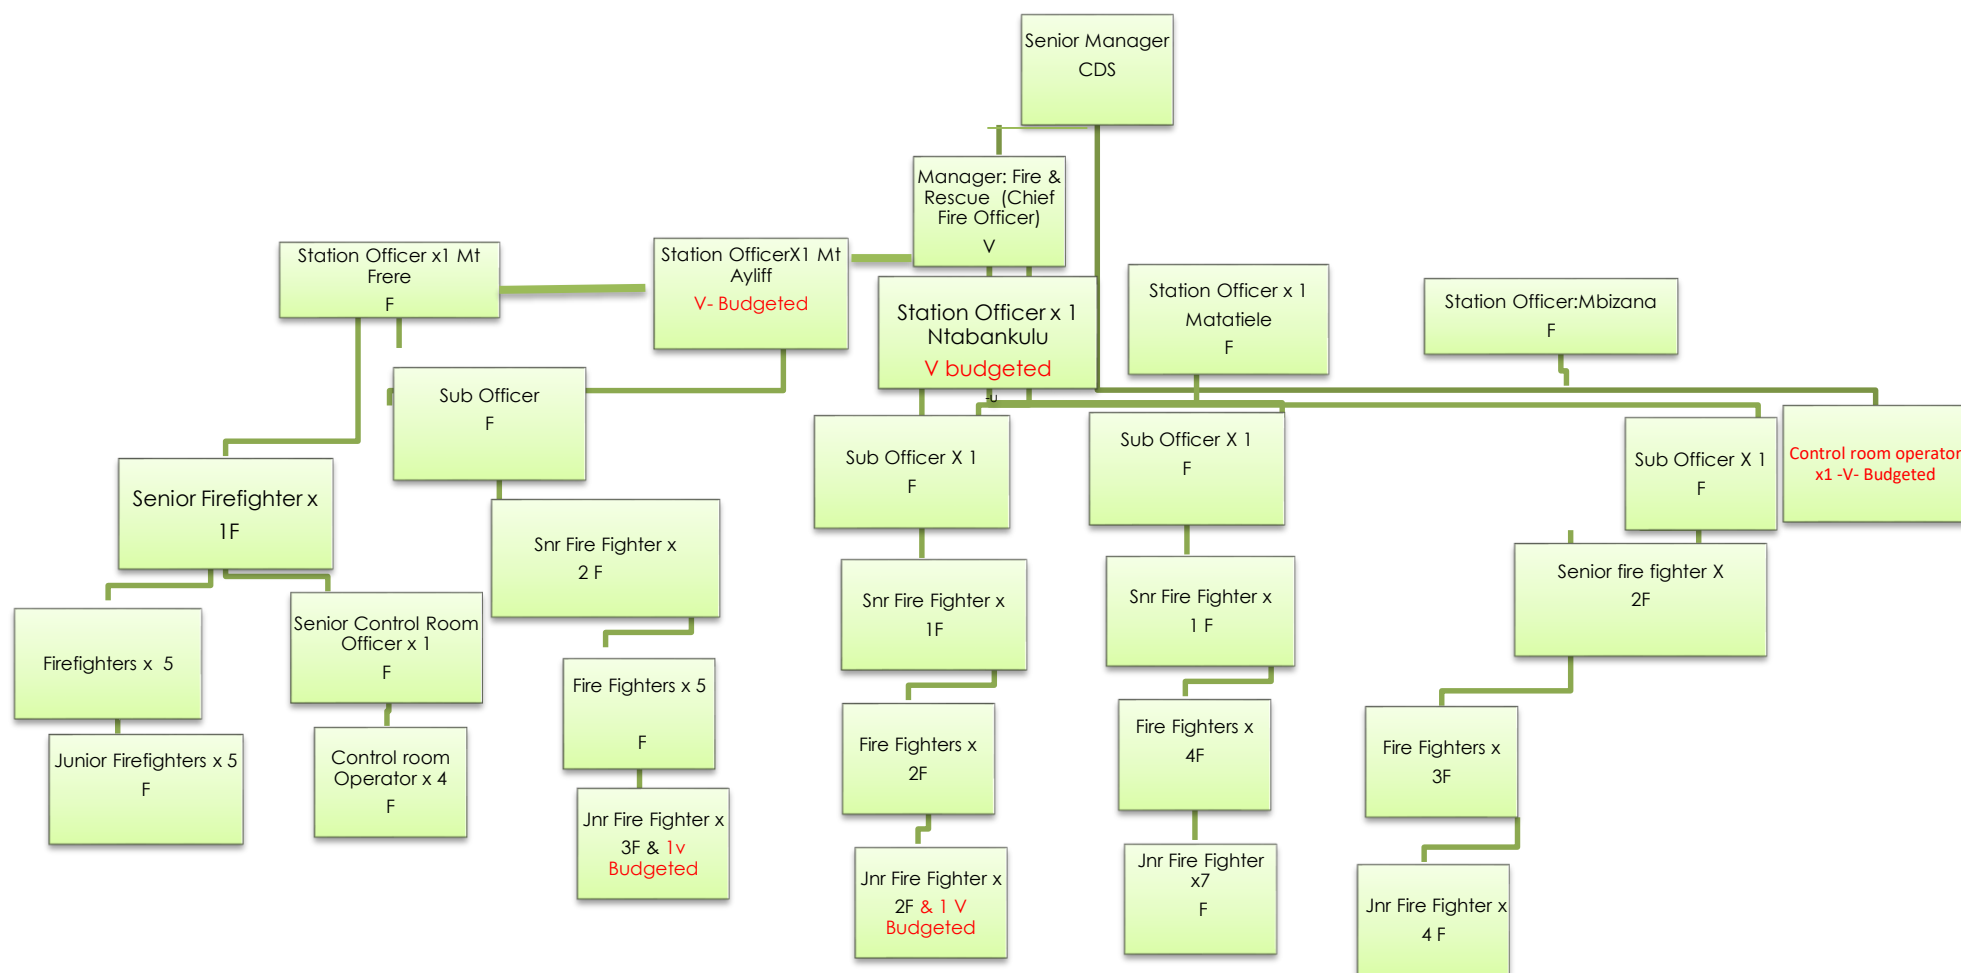 Senior Manager
CDS
Manager: Fire &
Rescue (Chief
Fire Officer)
V
Station Officer x1 Mt
Frere
F
Station OfficerX1 Mt
Ayliff
V- Budgeted
Station Officer x 1
Ntabankulu
V budgeted
Station Officer x 1
Matatiele
F
Station Officer:Mbizana
F
Sub Officer
F
Sub Officer X 1
F
Sub Officer X 1
F
Sub Officer X 1
F
Control room operator
x1 -V- Budgeted
Senior Firefighter x
1F
Snr Fire Fighter x
2 F
Snr Fire Fighter x
1F
Snr Fire Fighter x
1 F
Senior fire fighter X
2F
Firefighters x 5
Senior Control Room
Officer x 1
F
Fire Fighters x 5
F
Fire Fighters x
2F
Fire Fighters x
4F
Fire Fighters x
3F
Junior Firefighters x 5
F
Control room
Operator x 4
F
Jnr Fire Fighter x
3F & 1v
Budgeted
Jnr Fire Fighter x
2F & 1 V
Budgeted
Jnr Fire Fighter
x7
F
Jnr Fire Fighter x
4 F